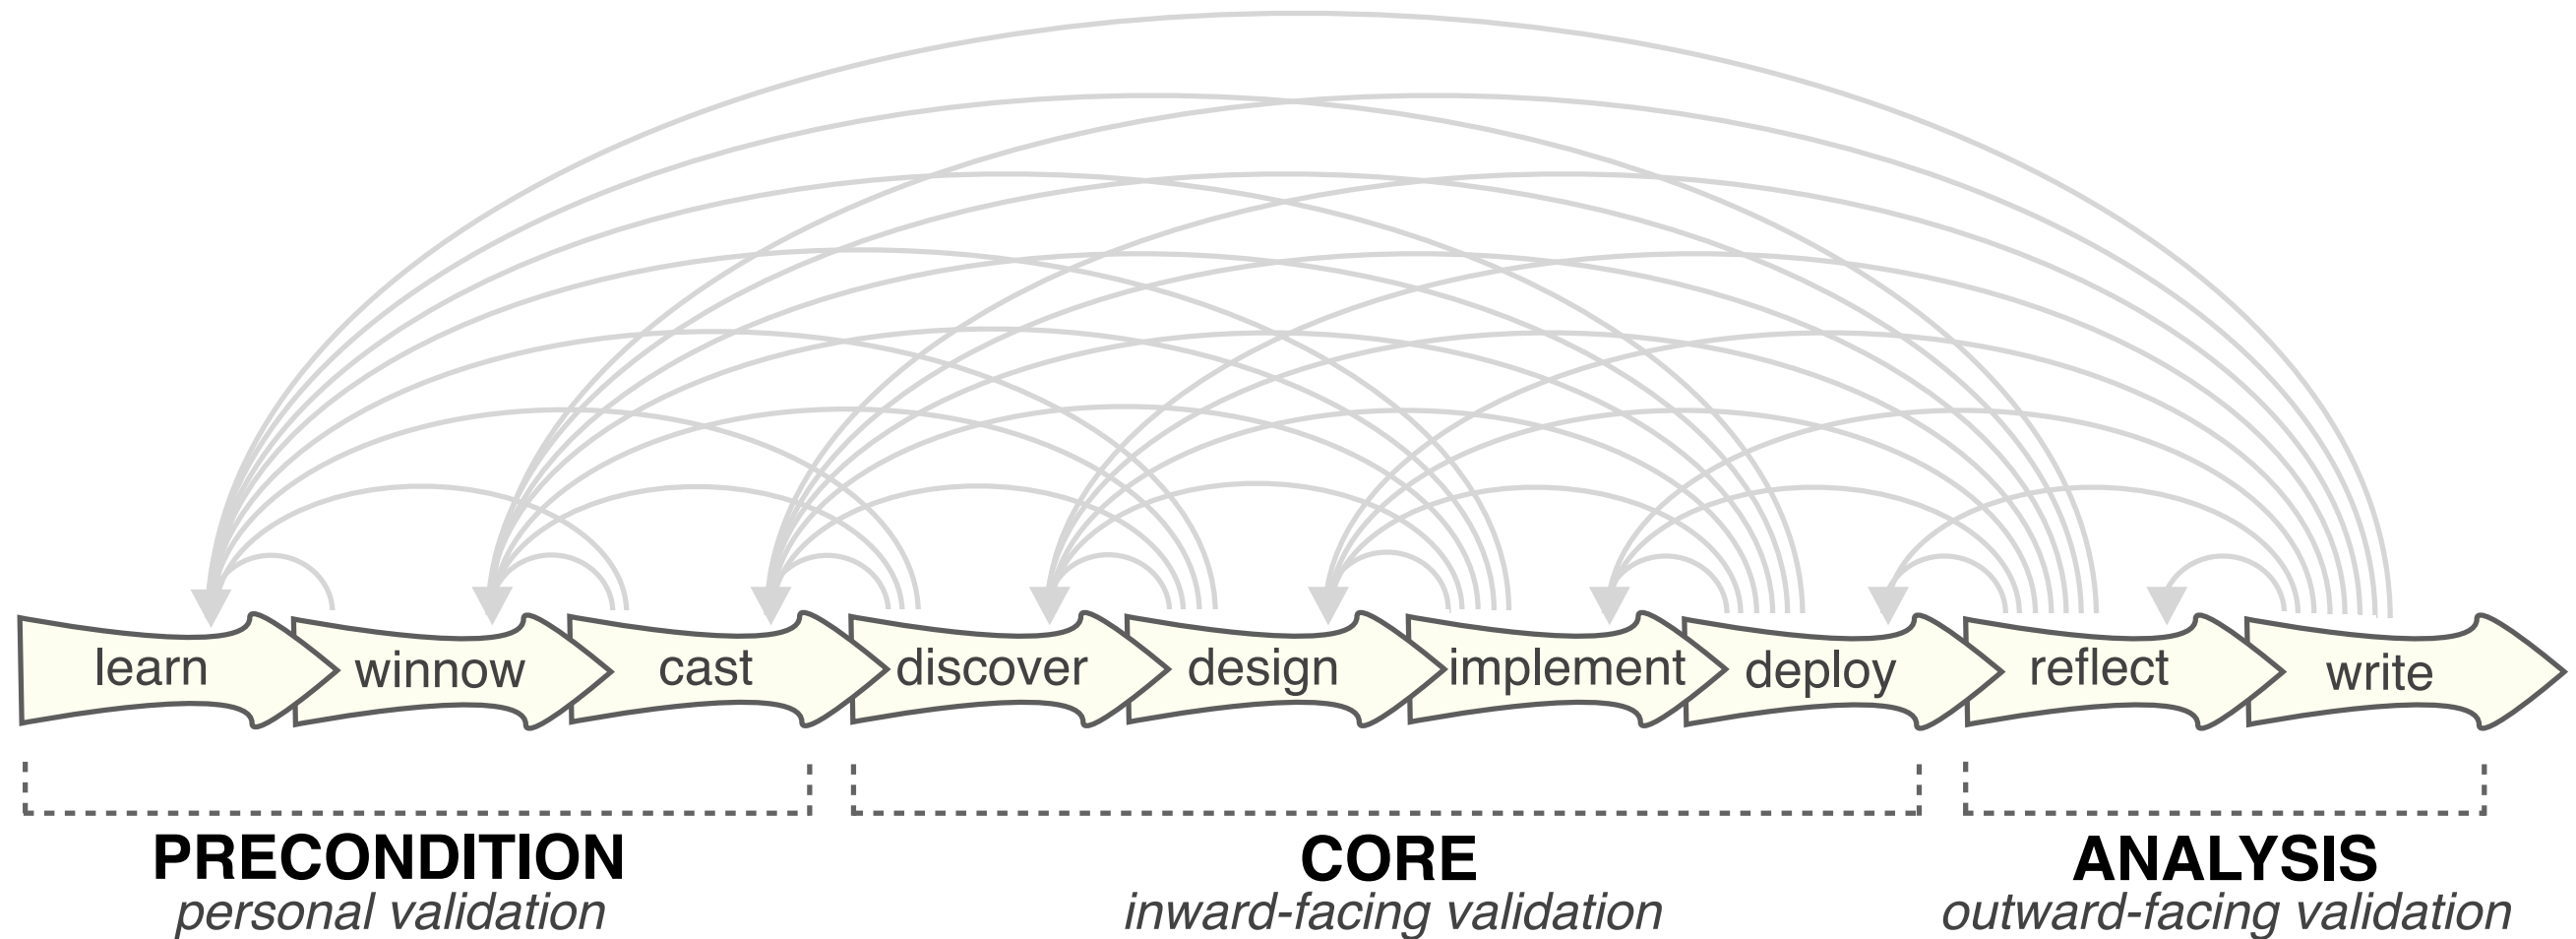 learn winnow cast discover design implement deploy reflect write
PRECONDITION CORE ANALYSIS
personal validation inward-facing validation outward-facing validation